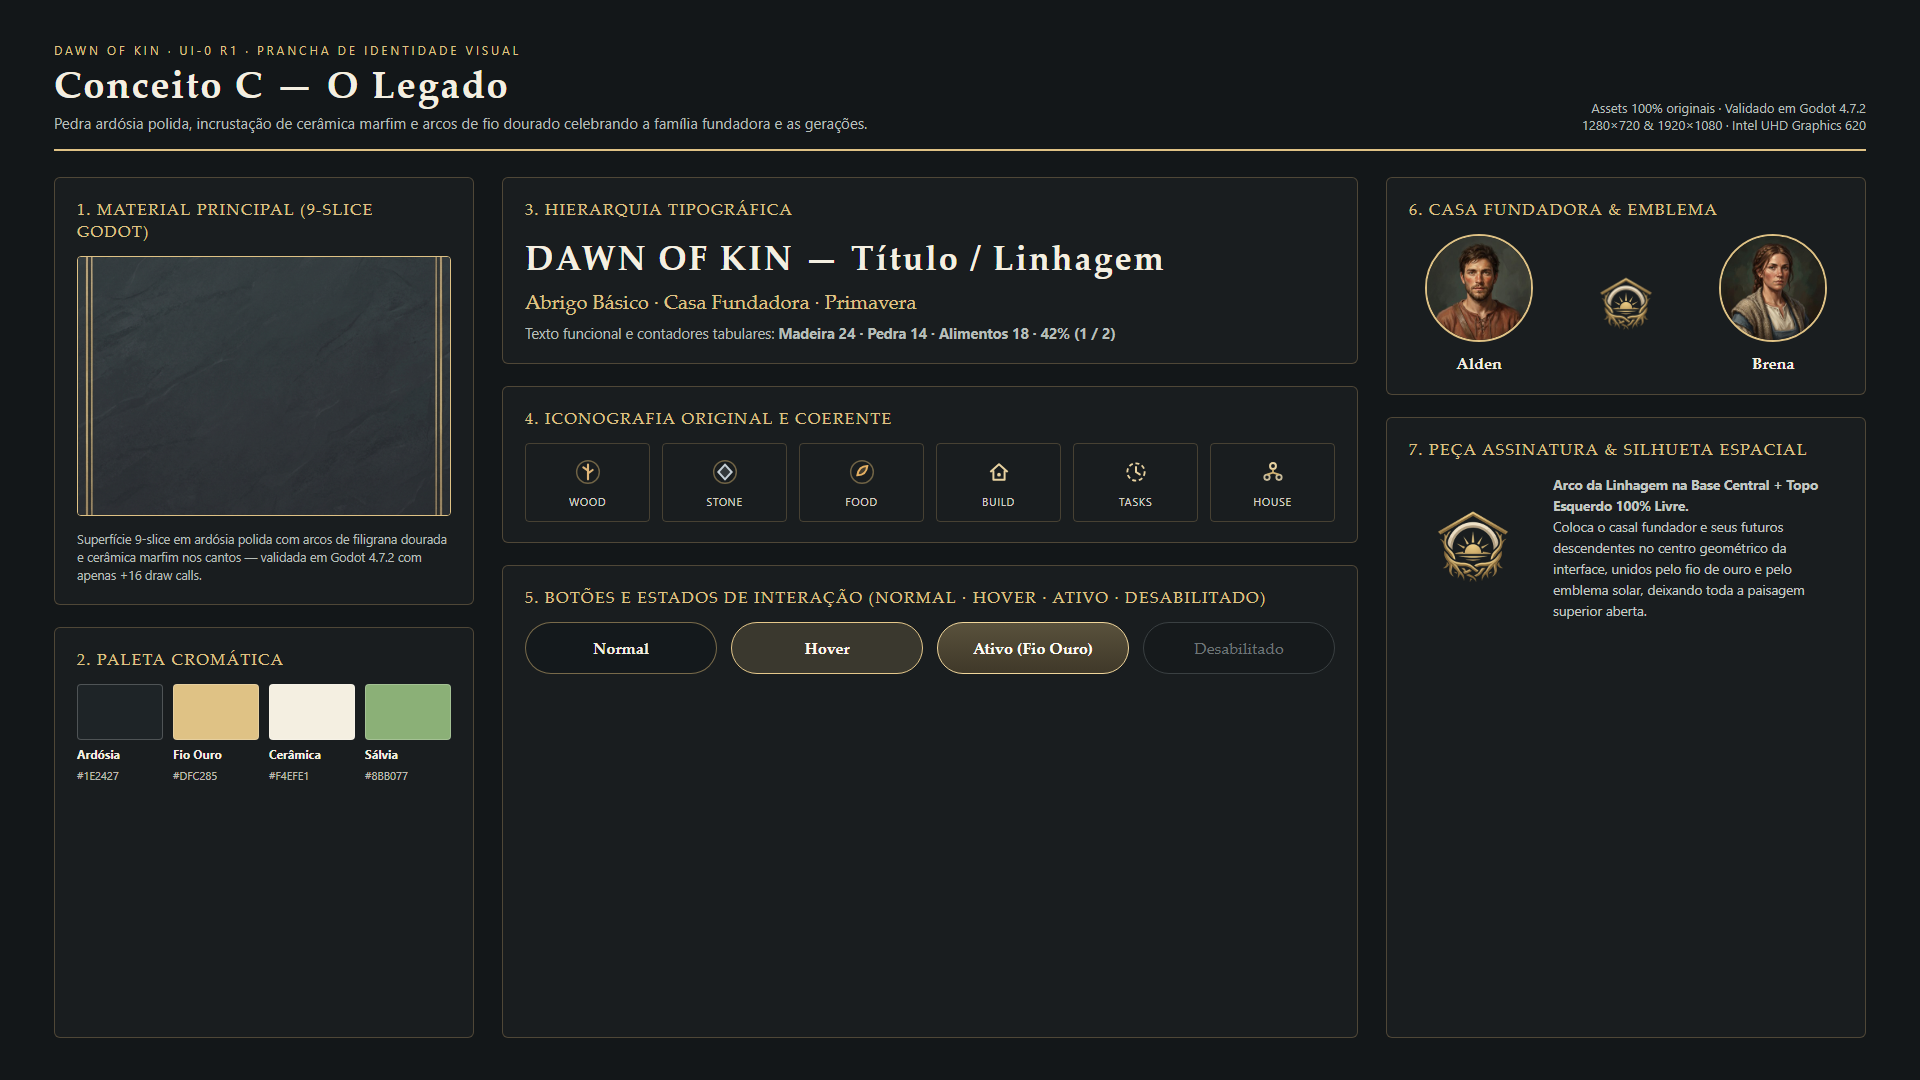 DAWN OF KIN · UI-0 R1 · PRANCHA DE IDENTIDADE VISUAL
Conceito C — O Legado
Pedra ardósia polida, incrustação de cerâmica marfim e arcos de fio dourado celebrando a família fundadora e as gerações.
Assets 100% originais · Validado em Godot 4.7.2
1280×720 & 1920×1080 · Intel UHD Graphics 620
1. MATERIAL PRINCIPAL (9-SLICE
GODOT)
Superfície 9-slice em ardósia polida com arcos de filigrana dourada
e cerâmica marfim nos cantos — validada em Godot 4.7.2 com
apenas +16 draw calls.
2. PALETA CROMÁTICA
Ardósia
#1E2427
Fio Ouro
#DFC285
Cerâmica
#F4EFE1
Sálvia
#8BB077
3. HIERARQUIA TIPOGRÁFICA
DAWN OF KIN — Título / Linhagem
Abrigo Básico · Casa Fundadora · Primavera
Texto funcional e contadores tabulares: Madeira 24 · Pedra 14 · Alimentos 18 · 42% (1 / 2)
4. ICONOGRAFIA ORIGINAL E COERENTE
WOOD
STONE
FOOD
BUILD
TASKS
HOUSE
5. BOTÕES E ESTADOS DE INTERAÇÃO (NORMAL · HOVER · ATIVO · DESABILITADO)
Normal
Hover
Ativo (Fio Ouro)
Desabilitado
6. CASA FUNDADORA & EMBLEMA
Alden
Brena
7. PEÇA ASSINATURA & SILHUETA ESPACIAL
Arco da Linhagem na Base Central + Topo
Esquerdo 100% Livre.
Coloca o casal fundador e seus futuros
descendentes no centro geométrico da
interface, unidos pelo fio de ouro e pelo
emblema solar, deixando toda a paisagem
superior aberta.